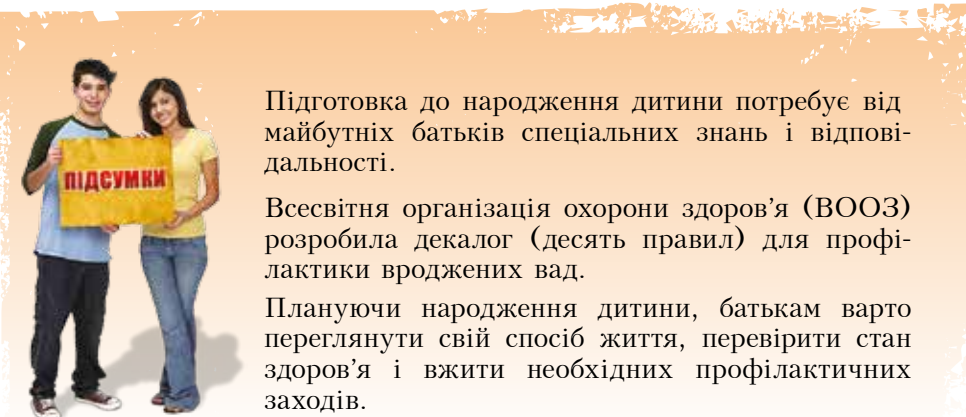 ПІДСУМКИ
Підготовка до народження дитини потребує від
майбутніх батьків спеціальних знань і відпові-
дальності.
Всесвітня організація охорони здоров’я (ВООЗ)
розробила декалог (десять правил) для профі-
лактики вроджених вад.
Плануючи народження дитини, батькам варто
переглянути свій спосіб життя, перевірити стан
здоров’я і вжити необхідних профілактичних
заходів.